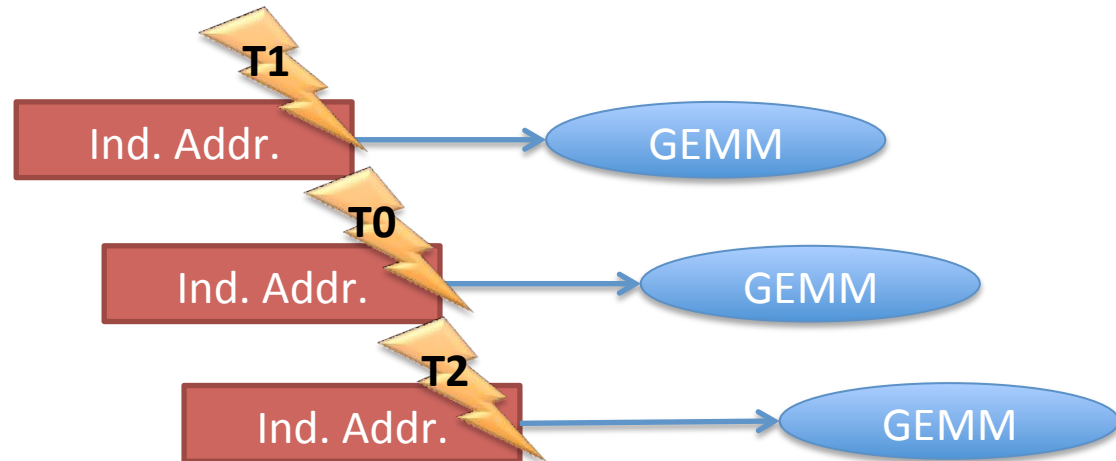 T1
Ind. Addr.
GEMM
T0
Ind. Addr.
GEMM
T2
Ind. Addr.
GEMM